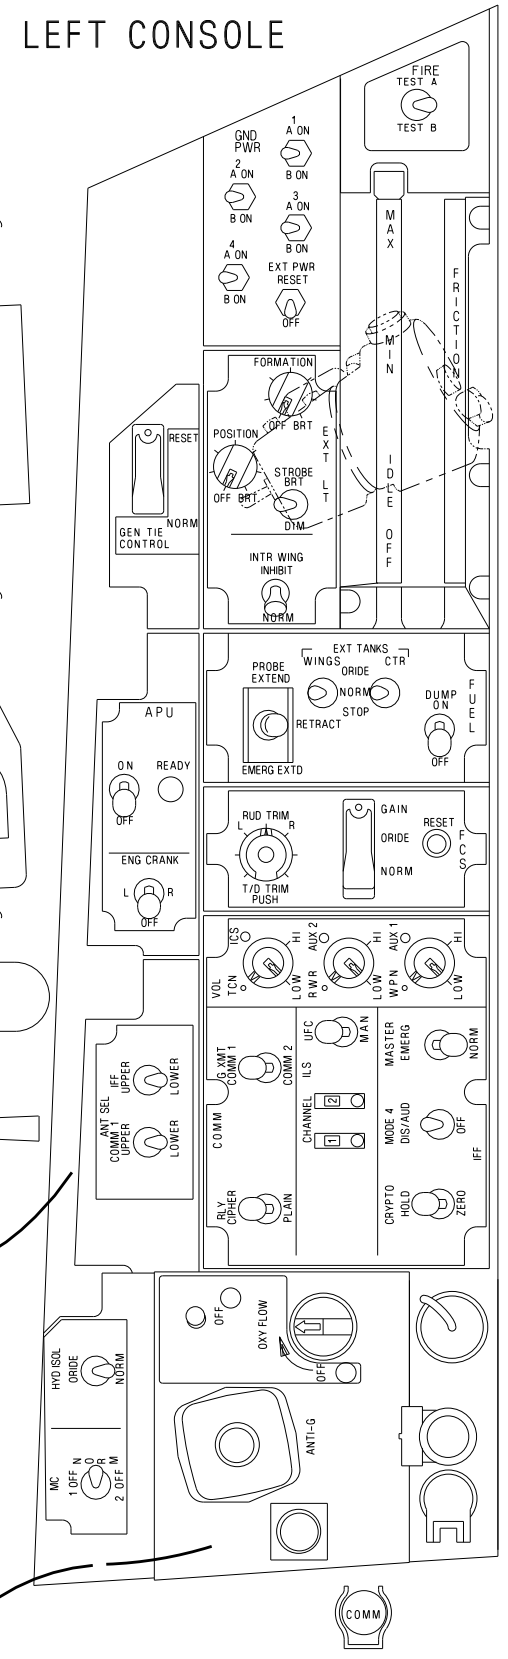 LEFT CONSOLE
FIRE
TEST A
TEST B
GND
PWR
1
A ON
B ON
2
A ON
B ON
3
A ON
B ON
4
A ON
B ON
EXT PWR
RESET
OFF
MAX
MIN
IDLE
OFF
FRICTION
FORMATION
OFF BRT
POSITION
OFF BRT
EXT LT
STROBE
BRT
DIM
INTR WING
INHIBIT
NORM
RESET
NORM
GEN TIE
CONTROL
EXT TANKS
WINGS
CTR
ORIDE
NORM
STOP
PROBE
EXTEND
RETRACT
EMERG EXTD
DUMP
ON
OFF
FUEL
APU
ON
READY
OFF
ENG CRANK
L
R
OFF
RUD TRIM
L
R
T/D TRIM
PUSH
GAIN
ORIDE
NORM
RESET
FCS
VOL
ICS
TCN
HI
LOW
AUX 2
RWR
HI
LOW
AUX 1
WPN
HI
LOW
G XMT
COMM 1
COMM 2
COMM
RLY
CIPHER
PLAIN
UFC
MAN
ILS
CHANNEL
2
1
MASTER
EMERG
NORM
MODE 4
DIS/AUD
OFF
IFF
CRYPTO
HOLD
ZERO
ANT SEL
IFF
UPPER
LOWER
COMM 1
UPPER
LOWER
HYD ISOL
ORIDE
NORM
MC
1 OFF
NORM
2 OFF
OFF
OXY FLOW
OFF
ANTI-G
COMM